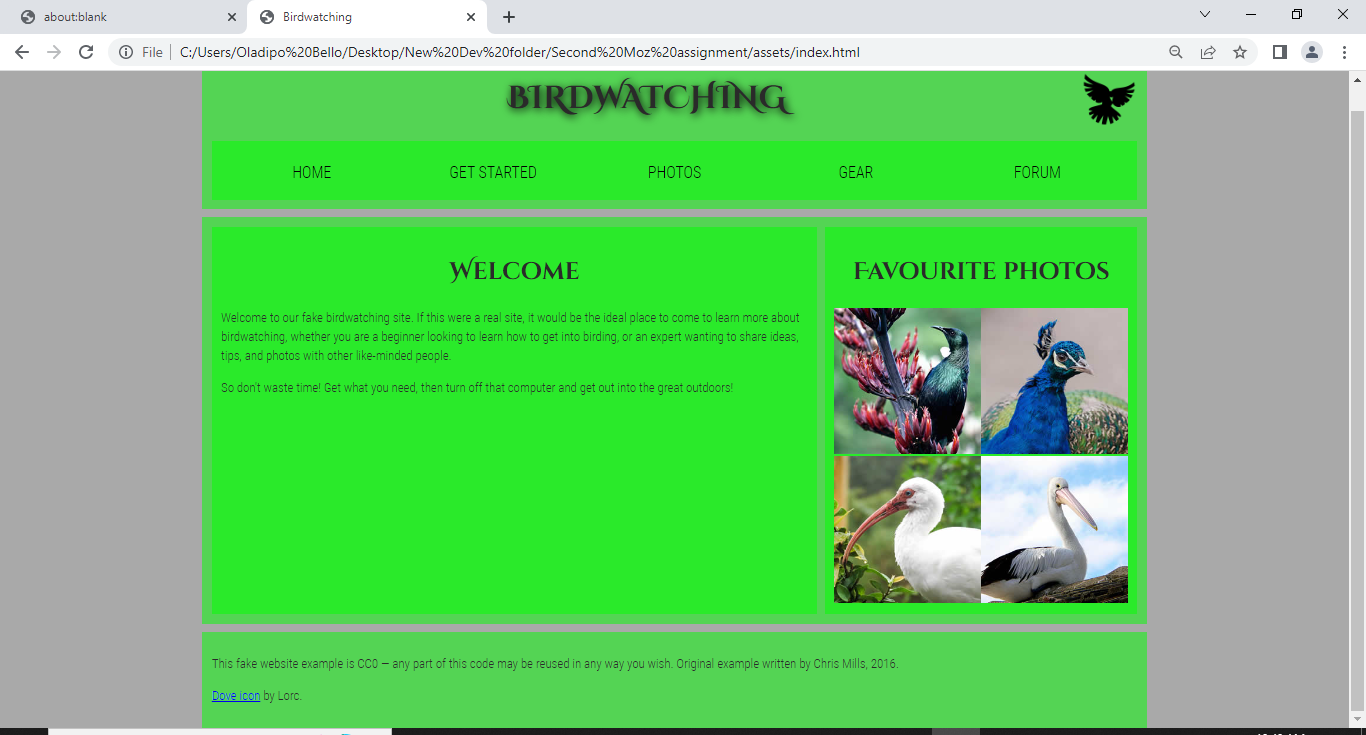 about:blank
Birdwatching
File
C:/Users/Oladipo%20Bello/Desktop/New%20Dev%20folder/Second%20Moz%20assignment/assets/index.html
BIRDWATCHING
HOME GET STARTED PHOTOS GEAR FORUM
Welcome
Welcome to our fake birdwatching site. If this were a real site, it would be the ideal place to come to learn more about
birdwatching, whether you are a beginner looking to learn how to get into birding, or an expert wanting to share ideas,
tips, and photos with other like-minded people.
So don't waste time! Get what you need, then turn off that computer and get out into the great outdoors!
Favourite photos
This fake website example is CC0 — any part of this code may be reused in any way you wish. Original example written by Chris Mills, 2016.
Dove icon by Lorc.